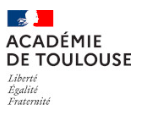 ACADÉMIE
DE TOULOUSE
Liberté
Égalité
Fraternité